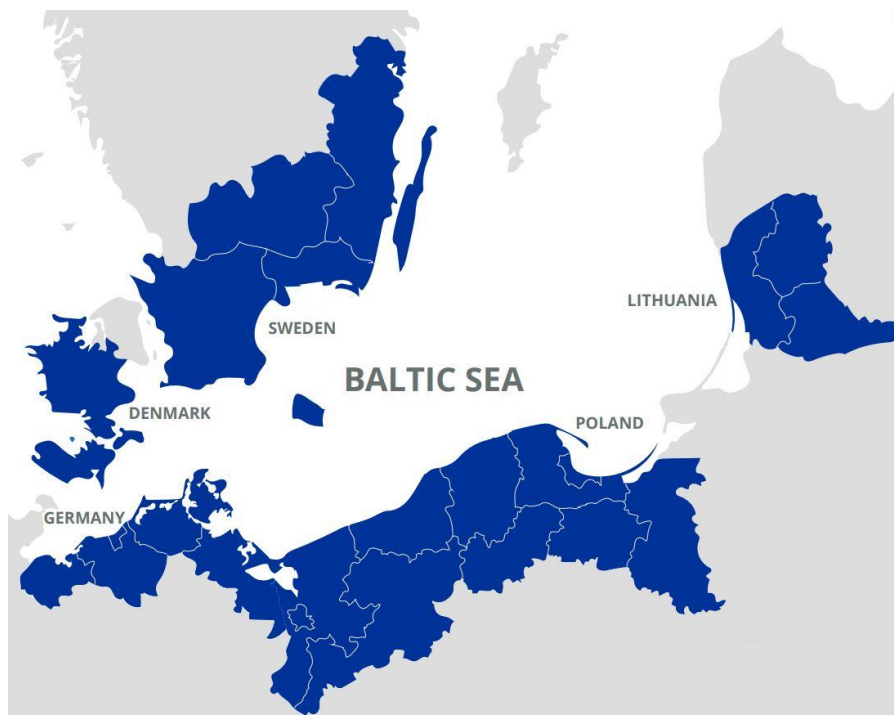 LITHUANIA
SWEDEN
BALTIC SEA
DENMARK
POLAND
GERMANY